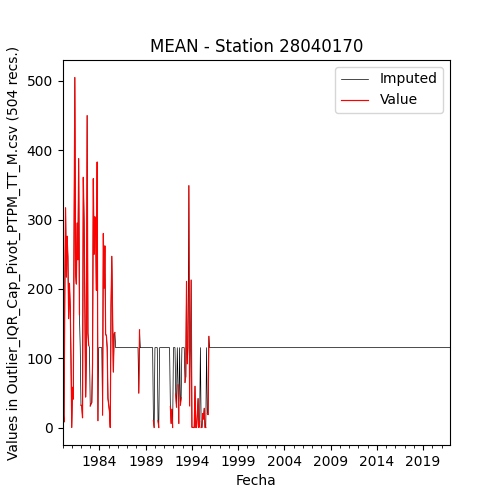 MEAN - Station 28040170
Values in Outlier_IQR_Cap_Pivot_PTPM_TT_M.csv (504 recs.)
500
400
300
200
100
0
Imputed
Value
1984 1989 1994 1999 2004 2009 2014 2019
Fecha